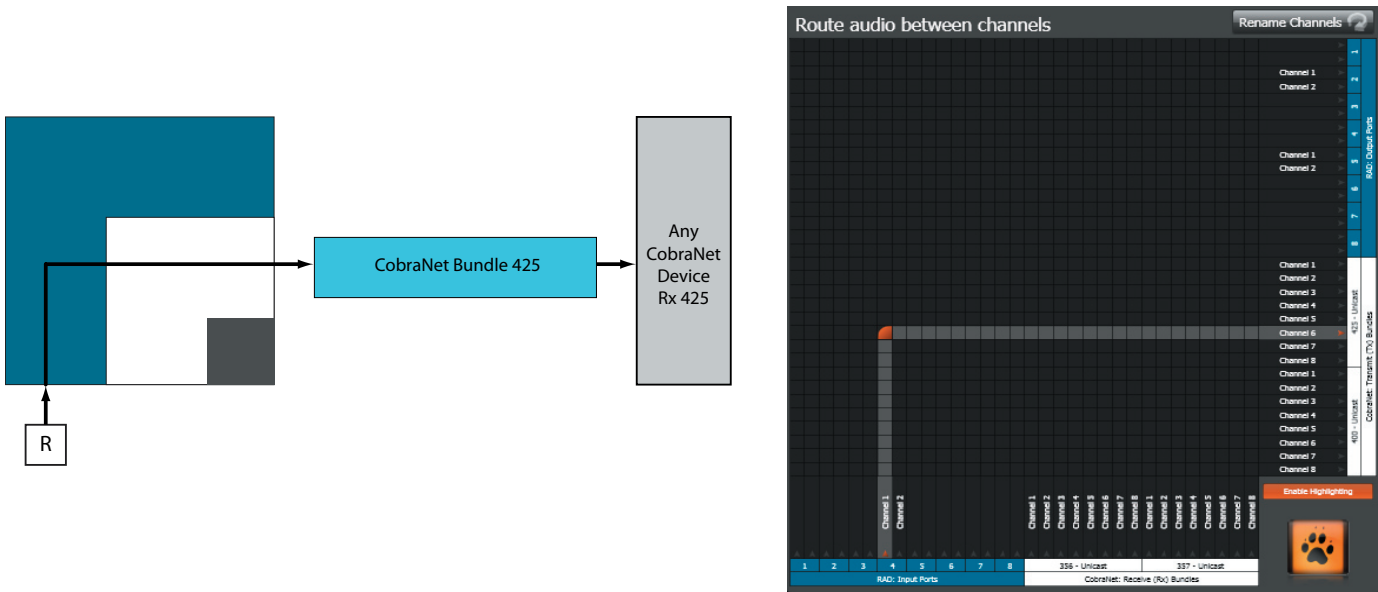 R
CobraNet Bundle 425
Any
CobraNet
Device
Rx 425
Route audio between channels
Rename Channels
Channel 1
Channel 2
Channel 1
Channel 2
Channel 1
Channel 2
Channel 3
Channel 4
Channel 5
Channel 6
Channel 7
Channel 8
Channel 1
Channel 2
Channel 3
Channel 4
Channel 5
Channel 6
Channel 7
Channel 8
1
2
3
4
5
6
7
8
RAD: Output Ports
425 - Unicast
400 - Unicast
CobraNet: Transmit (Tx) Bundles
Enable Highlighting
Channel 1
Channel 2
Channel 1
Channel 2
Channel 3
Channel 4
Channel 5
Channel 6
Channel 7
Channel 8
Channel 1
Channel 2
Channel 3
Channel 4
Channel 5
Channel 6
Channel 7
Channel 8
1 2 3 4 5 6 7 8
356 - Unicast
357 - Unicast
RAD: Input Ports
CobraNet: Receive (Rx) Bundles